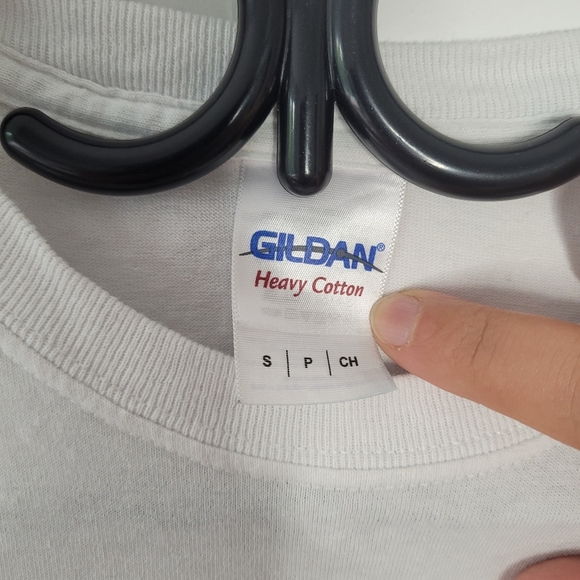 GILDAN®
Heavy Cotton
S | P | CH